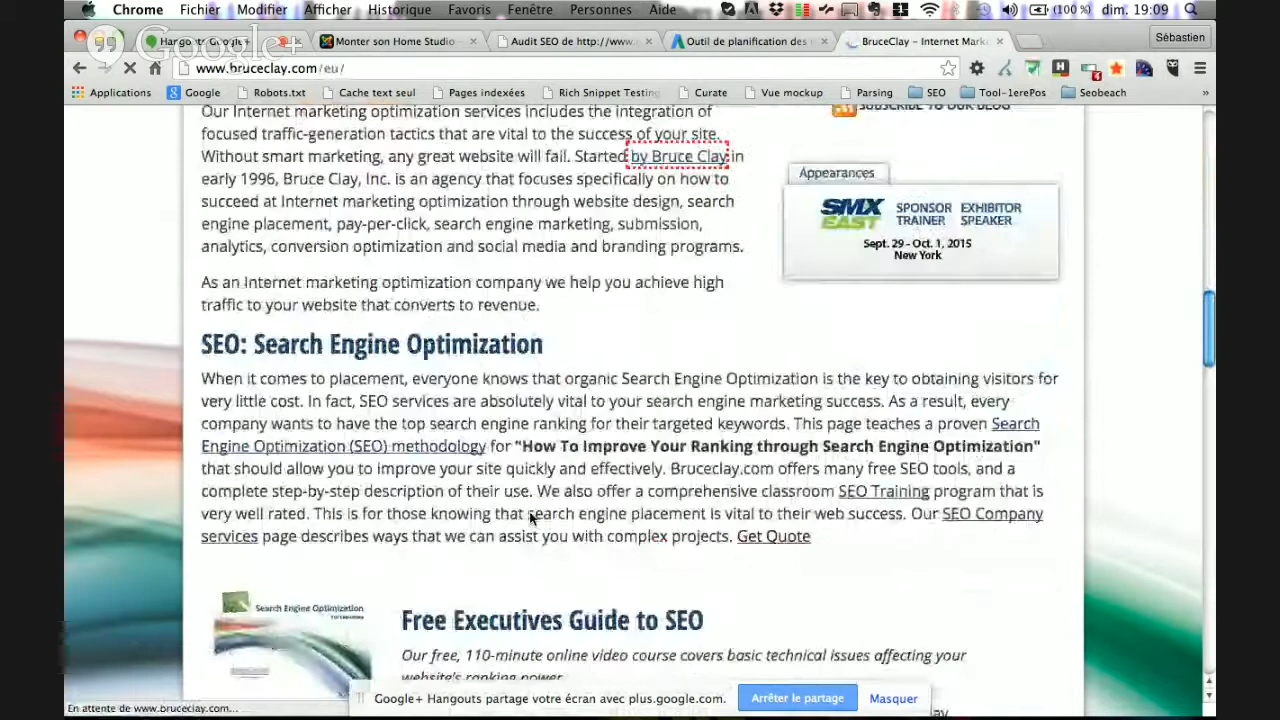 Chrome Fichier Modifier Afficher Historique Favoris Fenêtre Personnes Aide (100 %) dim. 19:09
Google+
Monter son Home Studio Audit SEO de http://www. Outil de planification des BruceClay – Internet Mark Sébastien
www.bruceclay.com/eu/
Applications Google Robots.txt Cache text seul Pages indexées Rich Snippet Testing Curate Vue mockup Parsing SEO Tool-1erePos Seobeach »
SUBSCRIBE TO OUR BLOG
Our Internet marketing optimization services includes the integration of
focused traffic-generation tactics that are vital to the success of your site.
Without smart marketing, any great website will fail. Started by Bruce Clay in
early 1996, Bruce Clay, Inc. is an agency that focuses specifically on how to
succeed at Internet marketing optimization through website design, search
engine placement, pay-per-click, search engine marketing, submission,
analytics, conversion optimization and social media and branding programs.
Appearances
SMX EAST
SPONSOR EXHIBITOR
TRAINER SPEAKER
Sept. 29 - Oct. 1, 2015
New York
As an Internet marketing optimization company we help you achieve high
traffic to your website that converts to revenue.
SEO: Search Engine Optimization
When it comes to placement, everyone knows that organic Search Engine Optimization is the key to obtaining visitors for
very little cost. In fact, SEO services are absolutely vital to your search engine marketing success. As a result, every
company wants to have the top search engine ranking for their targeted keywords. This page teaches a proven Search
Engine Optimization (SEO) methodology for "How To Improve Your Ranking through Search Engine Optimization"
that should allow you to improve your site quickly and effectively. Bruceclay.com offers many free SEO tools, and a
complete step-by-step description of their use. We also offer a comprehensive classroom SEO Training program that is
very well rated. This is for those knowing that search engine placement is vital to their web success. Our SEO Company
services page describes ways that we can assist you with complex projects. Get Quote
Search Engine Optimization
Free Executives Guide to SEO
Our free, 110-minute online video course covers basic technical issues affecting your
website's ranking power
Google+ Hangouts partage votre écran avec plus.google.com. Arrêter le partage Masquer
En attente de www.bruceclay.com...